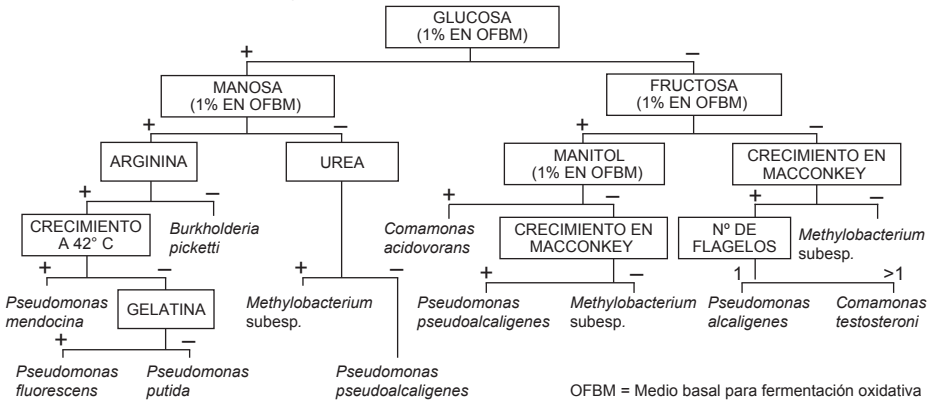 GLUCOSA
(1% EN OFBM)
+
–
MANOSA
(1% EN OFBM)
FRUCTOSA
(1% EN OFBM)
+
–
+
–
ARGININA
UREA
MANITOL
(1% EN OFBM)
CRECIMIENTO EN
MACCONKEY
+
–
+
–
+
–
CRECIMIENTO
A 42° C
Burkholderia
picketti
Comamonas
acidovorans
CRECIMIENTO EN
MACCONKEY
Nº DE
FLAGELOS
Methylobacterium
subesp.
+
–
+
–
+
–
1
>1
Pseudomonas
mendocina
GELATINA
Methylobacterium
subesp.
Pseudomonas
pseudoalcaligenes
Methylobacterium
subesp.
Pseudomonas
alcaligenes
Comamonas
testosteroni
+
–
Pseudomonas
fluorescens
Pseudomonas
putida
Pseudomonas
pseudoalcaligenes
OFBM = Medio basal para fermentación oxidativa